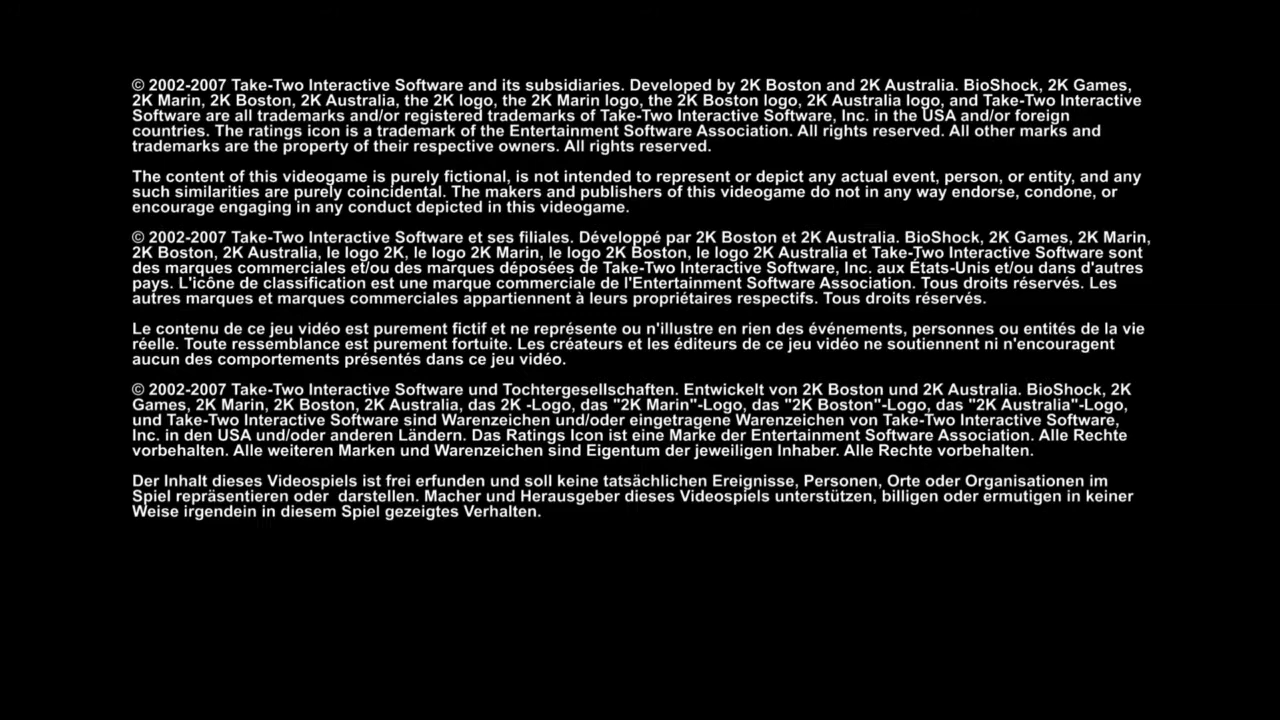 © 2002-2007 Take-Two Interactive Software and its subsidiaries. Developed by 2K Boston and 2K Australia. BioShock, 2K Games,
2K Marin, 2K Boston, 2K Australia, the 2K logo, the 2K Marin logo, the 2K Boston logo, 2K Australia logo, and Take-Two Interactive
Software are all trademarks and/or registered trademarks of Take-Two Interactive Software, Inc. in the USA and/or foreign
countries. The ratings icon is a trademark of the Entertainment Software Association. All rights reserved. All other marks and
trademarks are the property of their respective owners. All rights reserved.
The content of this videogame is purely fictional, is not intended to represent or depict any actual event, person, or entity, and any
such similarities are purely coincidental. The makers and publishers of this videogame do not in any way endorse, condone, or
encourage engaging in any conduct depicted in this videogame.
© 2002-2007 Take-Two Interactive Software et ses filiales. Développé par 2K Boston et 2K Australia. BioShock, 2K Games, 2K Marin,
2K Boston, 2K Australia, le logo 2K, le logo 2K Marin, le logo 2K Boston, le logo 2K Australia et Take-Two Interactive Software sont
des marques commerciales et/ou des marques déposées de Take-Two Interactive Software, Inc. aux États-Unis et/ou dans d'autres
pays. L'icône de classification est une marque commerciale de l'Entertainment Software Association. Tous droits réservés. Les
autres marques et marques commerciales appartiennent à leurs propriétaires respectifs. Tous droits réservés.
Le contenu de ce jeu vidéo est purement fictif et ne représente ou n'illustre en rien des événements, personnes ou entités de la vie
réelle. Toute ressemblance est purement fortuite. Les créateurs et les éditeurs de ce jeu vidéo ne soutiennent ni n'encouragent
aucun des comportements présentés dans ce jeu vidéo.
© 2002-2007 Take-Two Interactive Software und Tochtergesellschaften. Entwickelt von 2K Boston und 2K Australia. BioShock, 2K
Games, 2K Marin, 2K Boston, 2K Australia, das 2K -Logo, das "2K Marin"-Logo, das "2K Boston"-Logo, das "2K Australia"-Logo,
und Take-Two Interactive Software sind Warenzeichen und/oder eingetragene Warenzeichen von Take-Two Interactive Software,
Inc. in den USA und/oder anderen Ländern. Das Ratings Icon ist eine Marke der Entertainment Software Association. Alle Rechte
vorbehalten. Alle weiteren Marken und Warenzeichen sind Eigentum der jeweiligen Inhaber. Alle Rechte vorbehalten.
Der Inhalt dieses Videospiels ist frei erfunden und soll keine tatsächlichen Ereignisse, Personen, Orte oder Organisationen im
Spiel repräsentieren oder  darstellen. Macher und Herausgeber dieses Videospiels unterstützen, billigen oder ermutigen in keiner
Weise irgendein in diesem Spiel gezeigtes Verhalten.